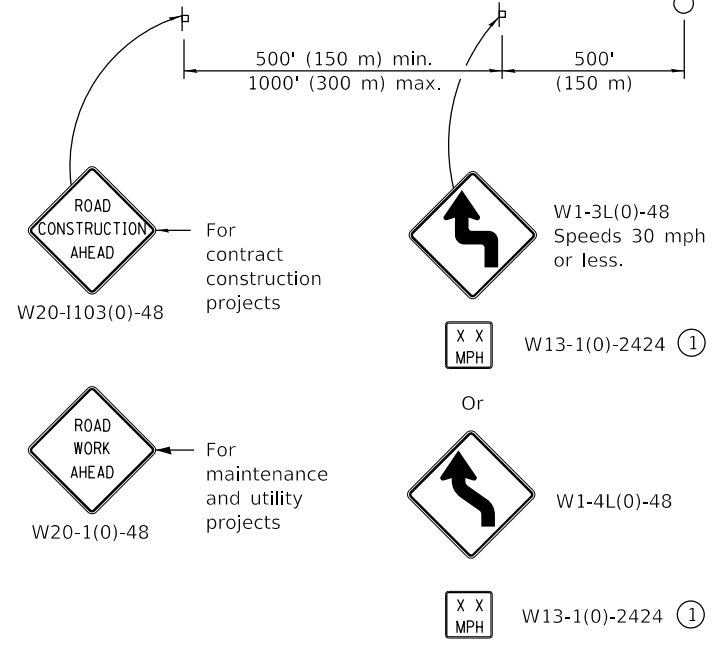 500' (150 m) min.
1000' (300 m) max.
500'
(150 m)
ROAD
CONSTRUCTION
AHEAD
For
contract
construction
projects
W20-I103(0)-48
W1-3L(0)-48
Speeds 30 mph
or less.
X X
MPH
W13-1(0)-2424 1
Or
ROAD
WORK
AHEAD
For
maintenance
and utility
projects
W20-1(0)-48
W1-4L(0)-48
X X
MPH
W13-1(0)-2424 1